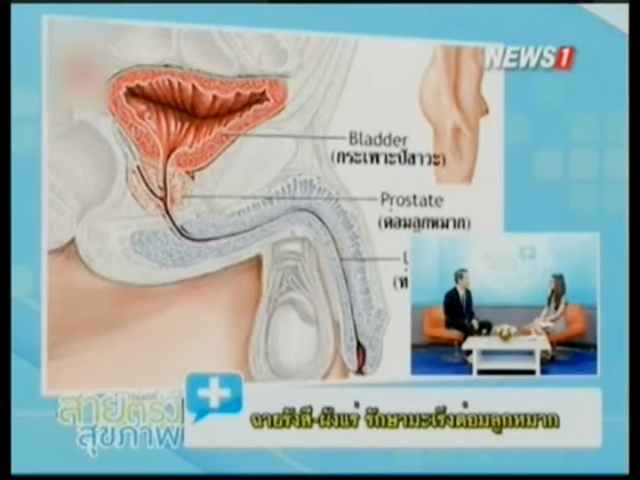 NEWS1
Bladder
(กระเพาะปัสาวะ)
Prostate
(ต่อมลูกหมาก)
สายตรง
สุขภาพ
ฉายรังสี-ฝังแร่ รักษามะเร็งต่อมลูกหมาก